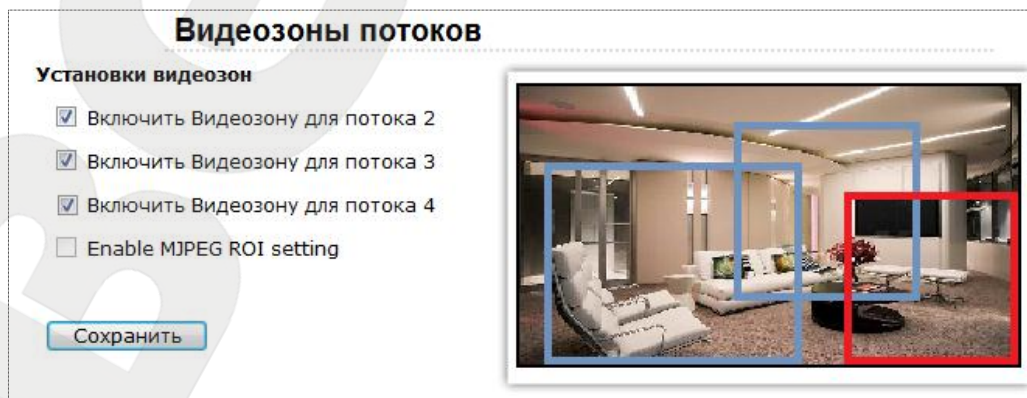 Видеозоны потоков
Установки видеозон
Включить Видеозону для потока 2
Включить Видеозону для потока 3
Включить Видеозону для потока 4
Enable MJPEG ROI setting
Сохранить